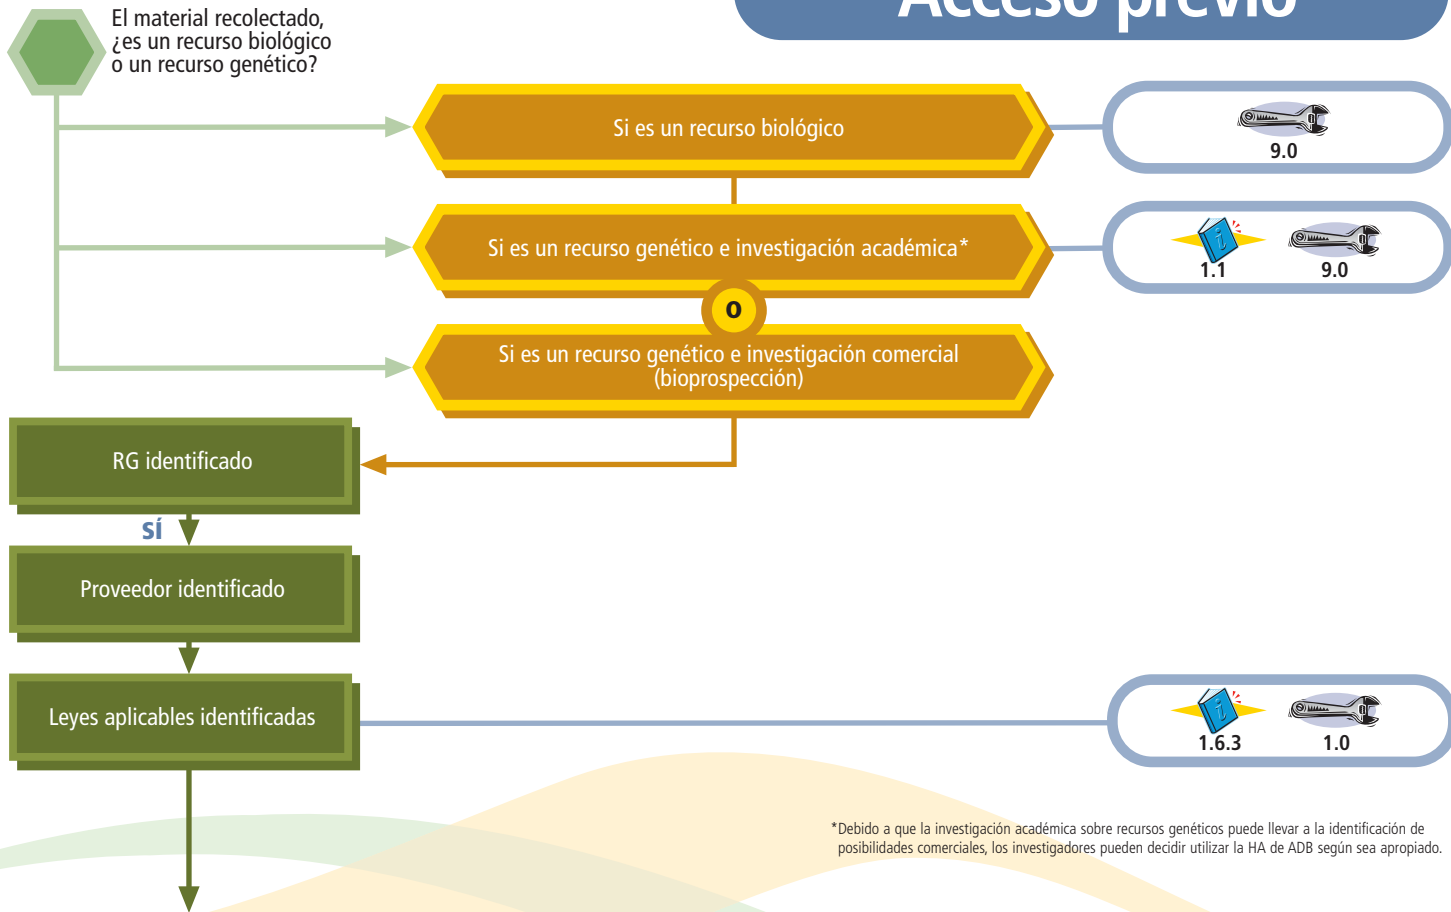 Acceso previo
El material recolectado,
¿es un recurso biológico
o un recurso genético?
Si es un recurso biológico
9.0
Si es un recurso genético e investigación académica*
1.1
9.0
O
Si es un recurso genético e investigación comercial
(bioprospección)
RG identificado
SÍ
Proveedor identificado
Leyes aplicables identificadas
1.6.3
1.0
*Debido a que la investigación académica sobre recursos genéticos puede llevar a la identificación de
posibilidades comerciales, los investigadores pueden decidir utilizar la HA de ADB según sea apropiado.